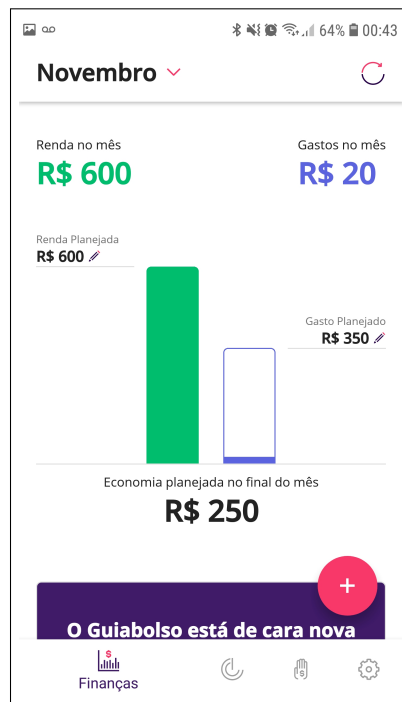 64% 00:43
Novembro
Renda no mês
Gastos no mês
R$ 600
R$ 20
Renda Planejada
R$ 600
Gasto Planejado
R$ 350
Economia planejada no final do mês
R$ 250
+
O Guiabolso está de cara nova
Finanças